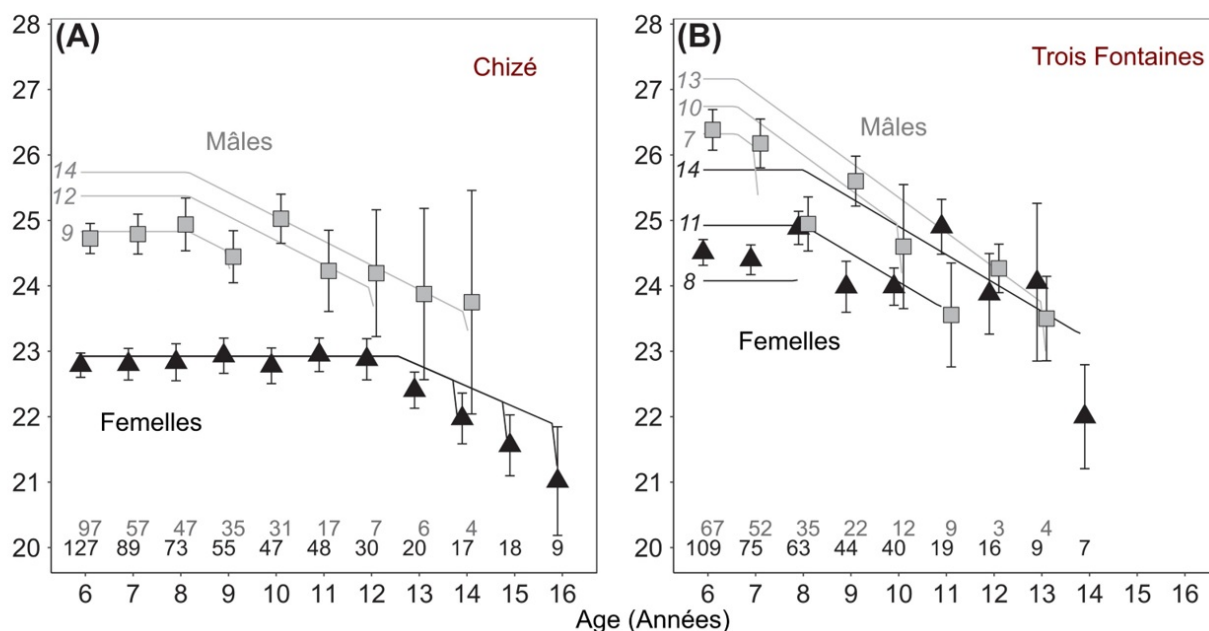 (A)
Chizé
28
27
26
25
24
23
22
21
20
Mâles
14
12
9
Femelles
97 57 47 35 31 17 7 6 4
127 89 73 55 47 48 30 20 17 18 9
6 7 8 9 10 11 12 13 14 15 16
(B)
Trois Fontaines
28
27
26
25
24
23
22
21
20
13
10
7
14
11
8
Mâles
Femelles
67 52 35 22 12 9 3 4
109 75 63 44 40 19 16 9 7
6 7 8 9 10 11 12 13 14 15 16
Age (Années)